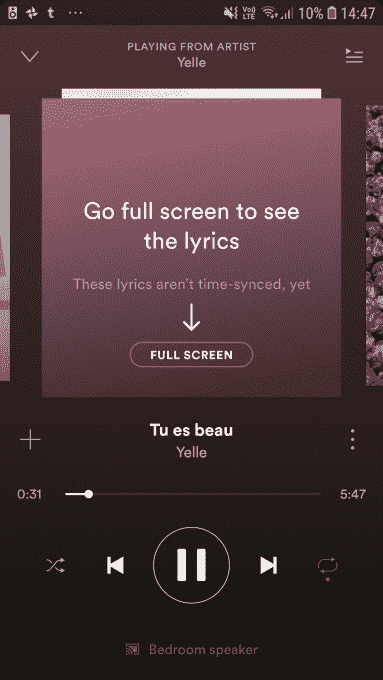 t ... Vo)) LTE 10% 14:47
PLAYING FROM ARTIST
Yelle
Go full screen to see
the lyrics
These lyrics aren't time-synced, yet
FULL SCREEN
Tu es beau
Yelle
0:31 5:47
Bedroom speaker